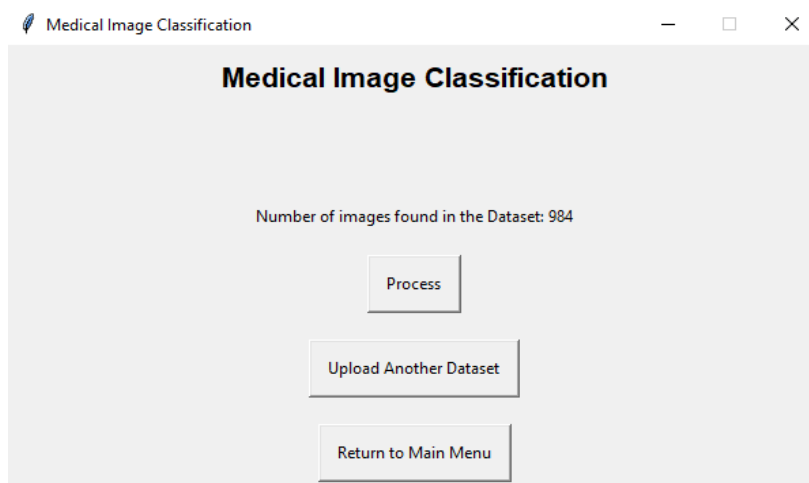 Medical Image Classification
Medical Image Classification
Number of images found in the Dataset: 984
Process
Upload Another Dataset
Return to Main Menu